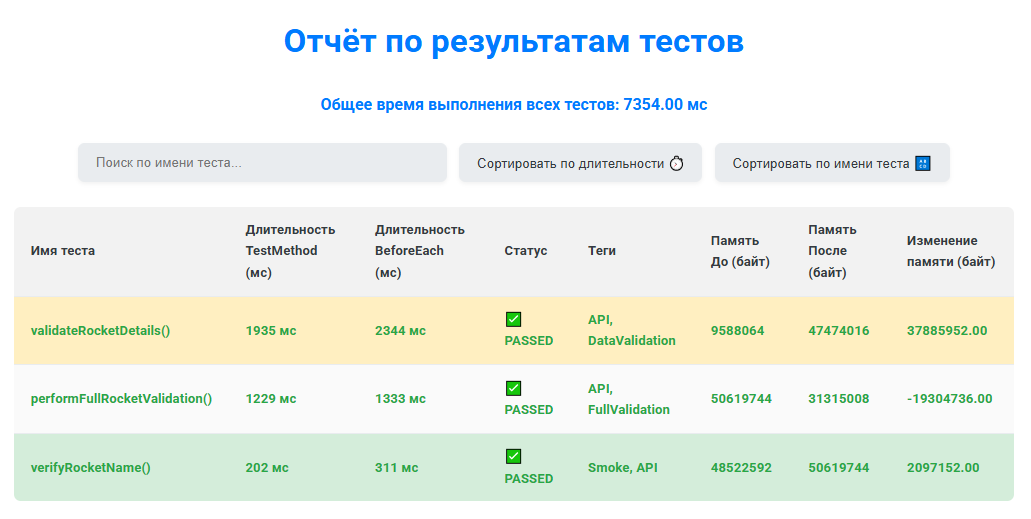 Отчёт по результатам тестов
Общее время выполнения всех тестов: 7354.00 мс
Поиск по имени теста...
Сортировать по длительности
Сортировать по имени теста
Имя теста
Длительность
TestMethod
(мс)
Длительность
BeforeEach
(мс)
Статус
Теги
Память
До (байт)
Память
После
(байт)
Изменение
памяти (байт)
validateRocketDetails()
1935 мс
2344 мс
✅
PASSED
API,
DataValidation
9588064
47474016
37885952.00
performFullRocketValidation()
1229 мс
1333 мс
✅
PASSED
API,
FullValidation
50619744
31315008
-19304736.00
verifyRocketName()
202 мс
311 мс
✅
PASSED
Smoke, API
48522592
50619744
2097152.00